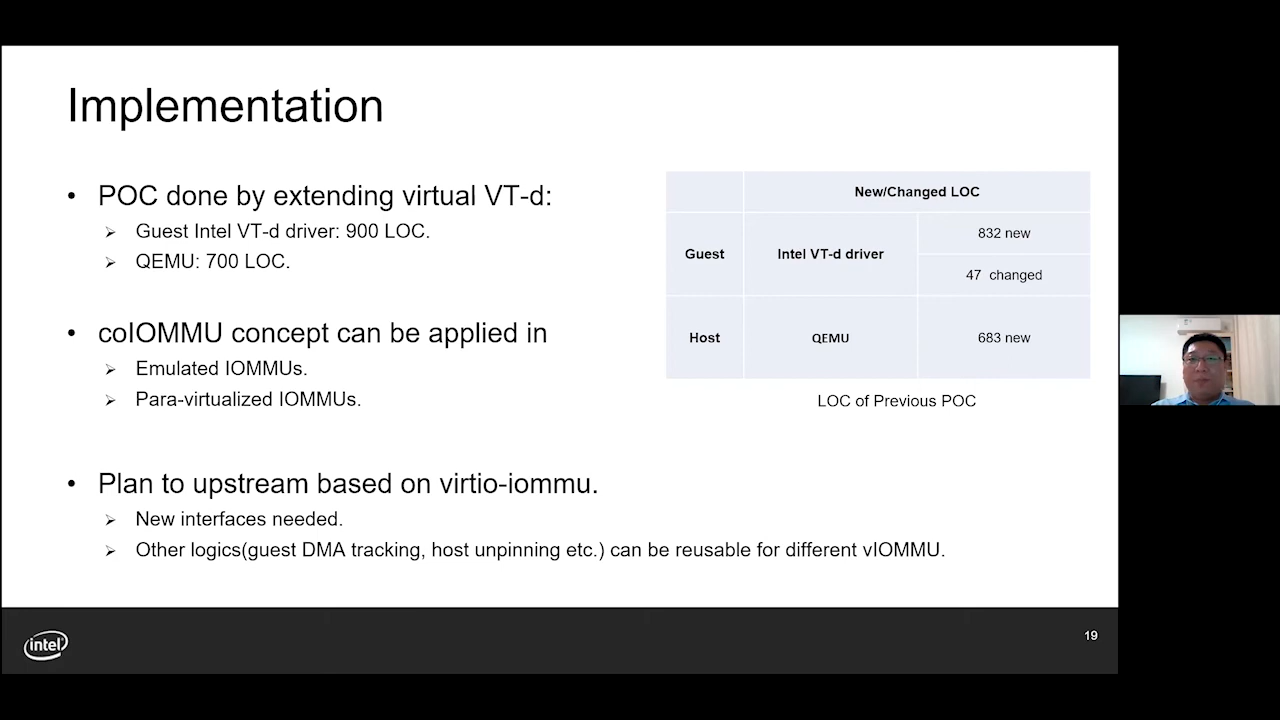 Implementation
• POC done by extending virtual VT-d:
➢ Guest Intel VT-d driver: 900 LOC.
➢ QEMU: 700 LOC.
• coIOMMU concept can be applied in
➢ Emulated IOMMUs.
➢ Para-virtualized IOMMUs.
• Plan to upstream based on virtio-iommu.
➢ New interfaces needed.
➢ Other logics(guest DMA tracking, host unpinning etc.) can be reusable for different vIOMMU.
New/Changed LOC
Guest
Intel VT-d driver
832 new
47 changed
Host
QEMU
683 new
LOC of Previous POC
intel
19